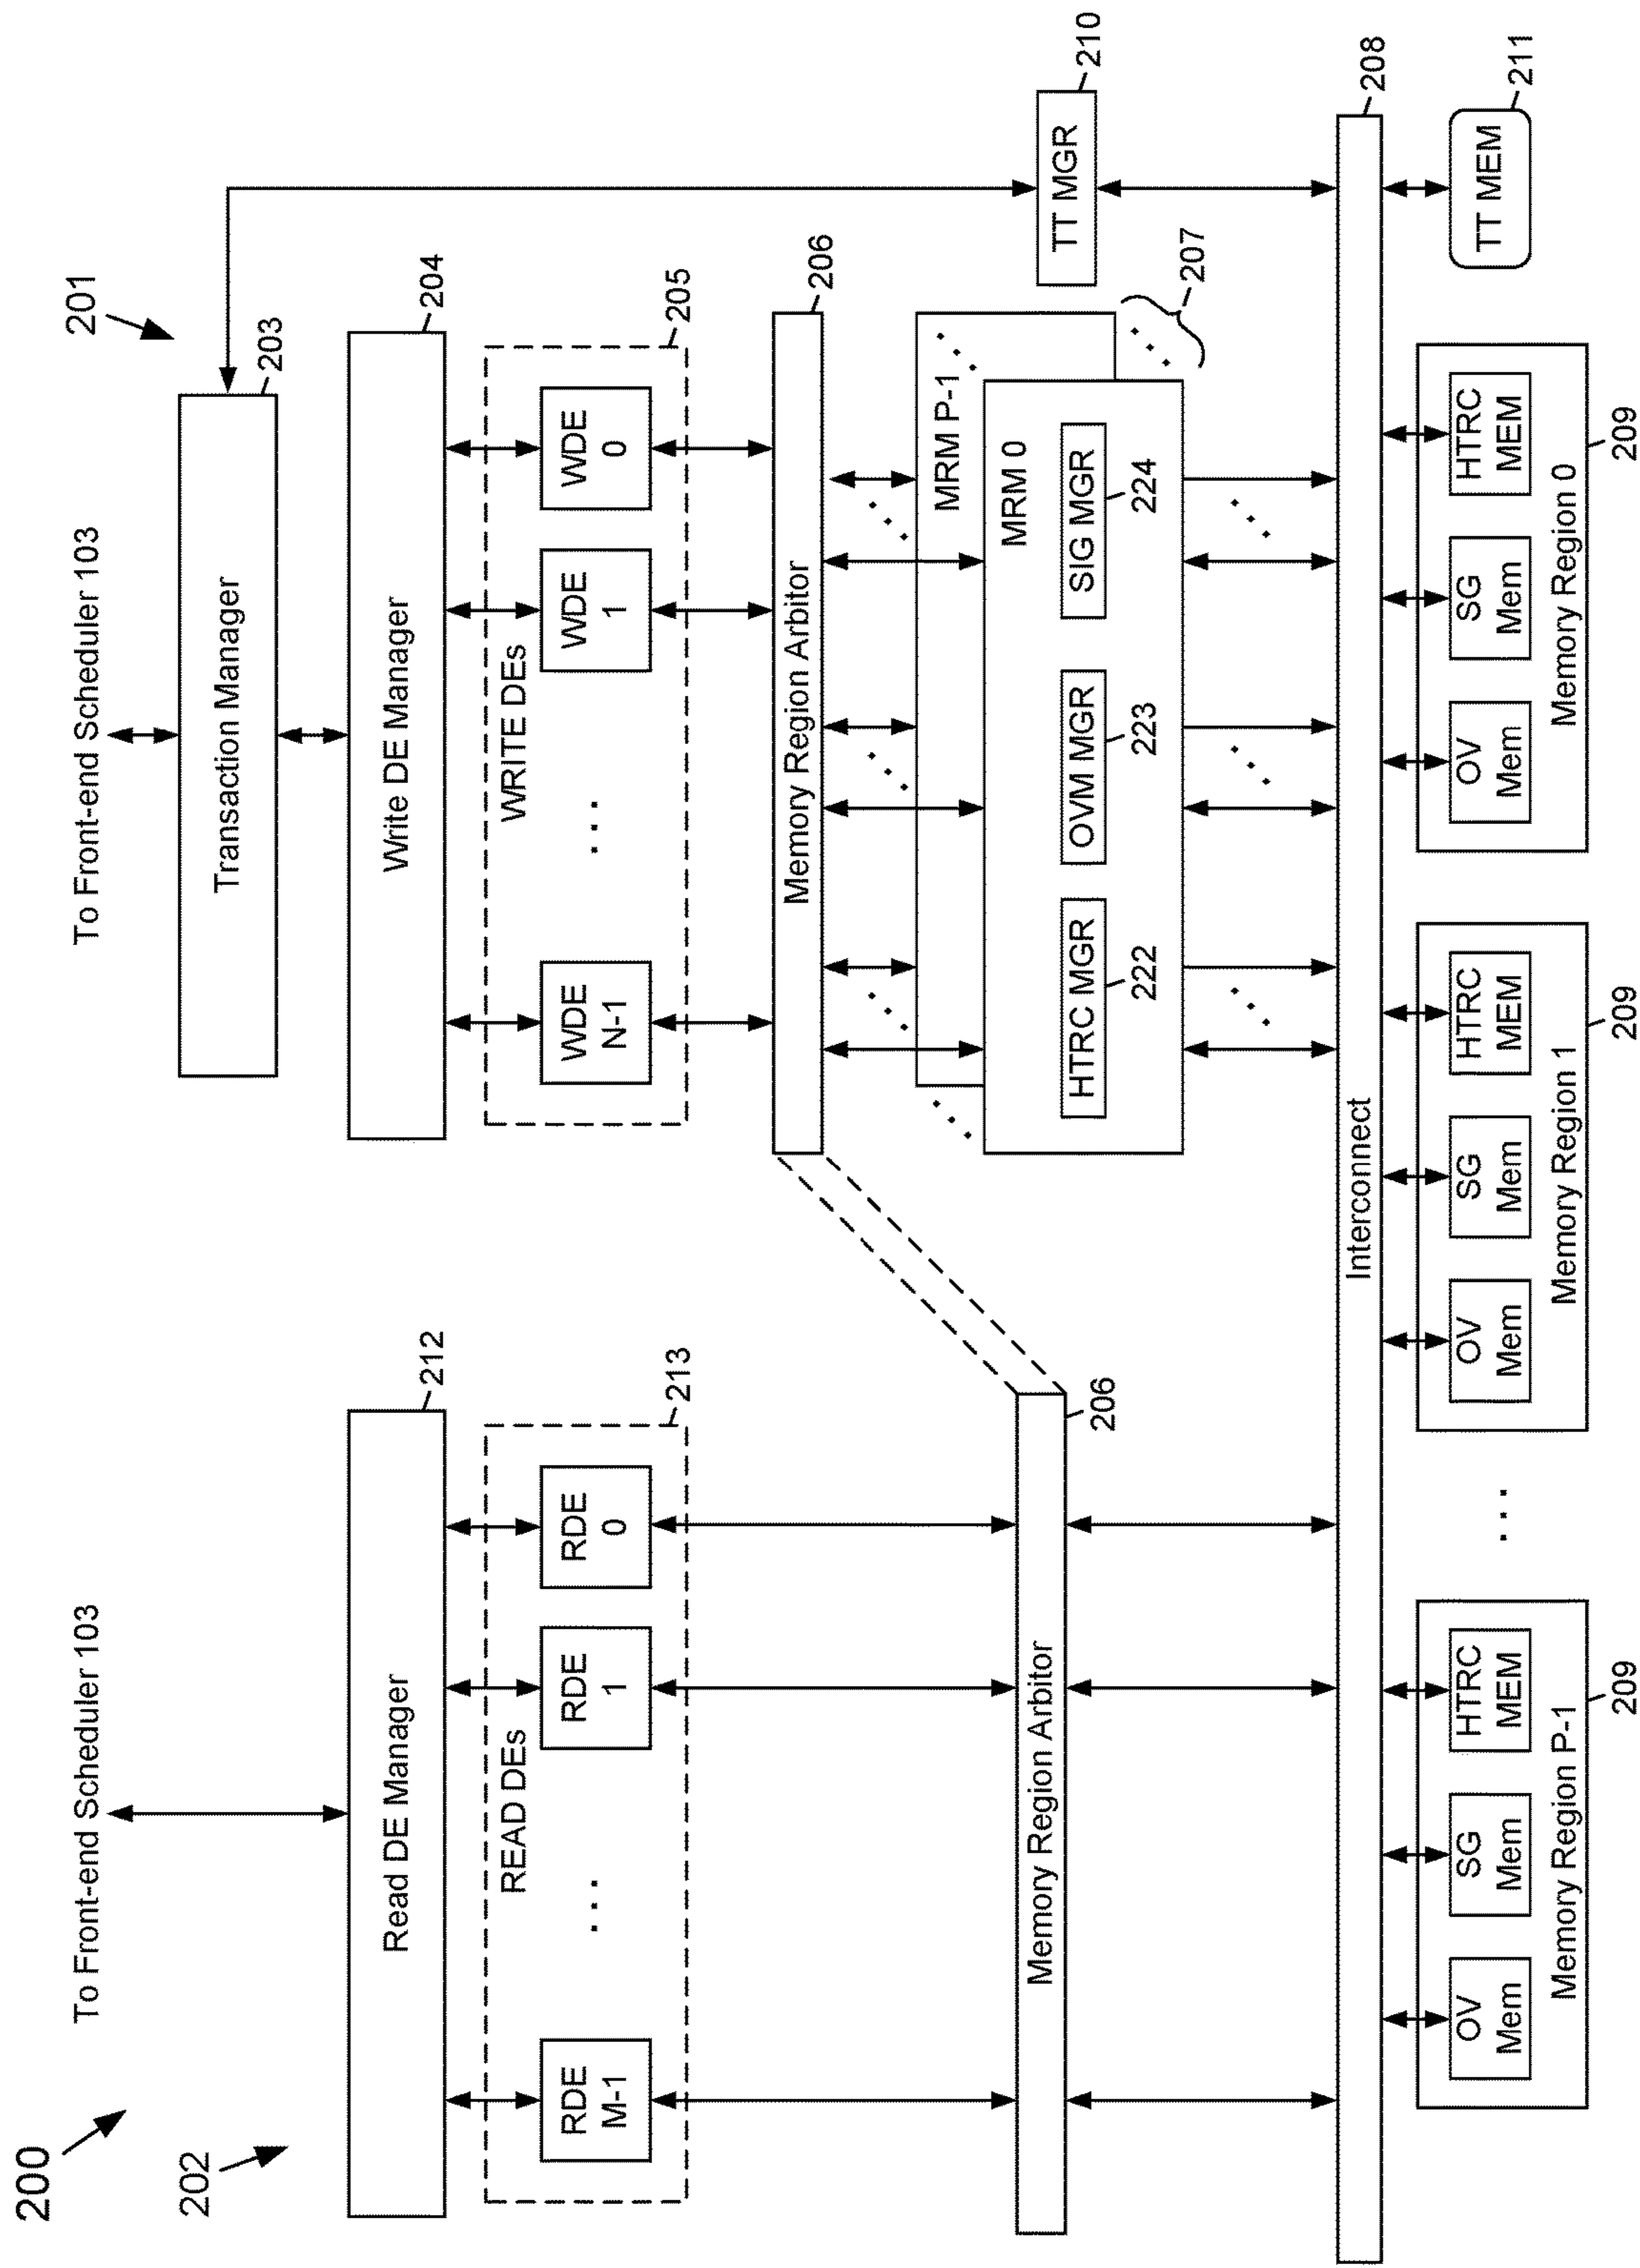 200
202
201
To Front-end Scheduler 103
To Front-end Scheduler 103
Transaction Manager
203
Read DE Manager
212
Write DE Manager
204
READ DEs
213
RDE
M-1
. . .
RDE
1
RDE
0
WRITE DEs
205
WDE
N-1
. . .
WDE
1
WDE
0
Memory Region Arbitor
206
Memory Region Arbitor
206
MRM P-1
MRM 0
HTRC MGR
222
OVM MGR
223
SIG MGR
224
207
TT MGR
210
Interconnect
208
OV
Mem
SG
Mem
HTRC
MEM
Memory Region P-1
209
. . .
OV
Mem
SG
Mem
HTRC
MEM
Memory Region 1
209
OV
Mem
SG
Mem
HTRC
MEM
Memory Region 0
209
TT MEM
211